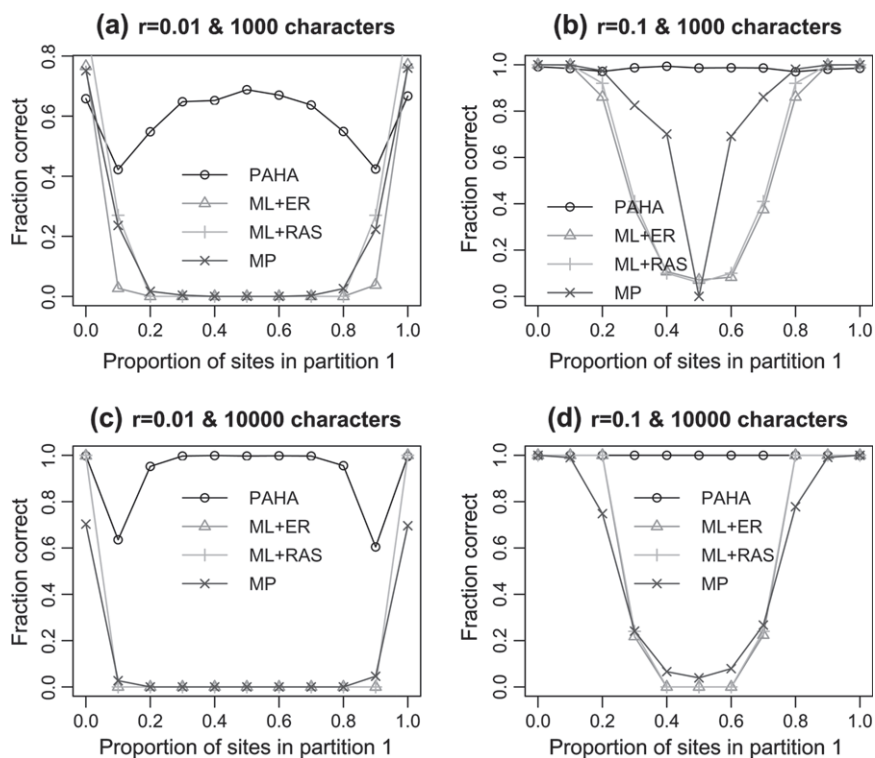 (a) r=0.01 & 1000 characters
Fraction correct
0.8
0.6
0.4
0.2
0.0
PAHA
ML+ER
ML+RAS
MP
0.0 0.2 0.4 0.6 0.8 1.0
Proportion of sites in partition 1
(b) r=0.1 & 1000 characters
Fraction correct
1.0
0.8
0.6
0.4
0.2
0.0
PAHA
ML+ER
ML+RAS
MP
0.0 0.2 0.4 0.6 0.8 1.0
Proportion of sites in partition 1
(c) r=0.01 & 10000 characters
Fraction correct
1.0
0.8
0.6
0.4
0.2
0.0
PAHA
ML+ER
ML+RAS
MP
0.0 0.2 0.4 0.6 0.8 1.0
Proportion of sites in partition 1
(d) r=0.1 & 10000 characters
Fraction correct
1.0
0.8
0.6
0.4
0.2
0.0
PAHA
ML+ER
ML+RAS
MP
0.0 0.2 0.4 0.6 0.8 1.0
Proportion of sites in partition 1